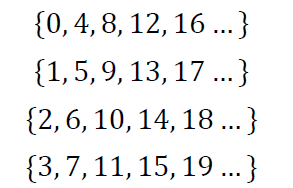 {0, 4, 8, 12, 16 … }
{1, 5, 9, 13, 17 … }
{2, 6, 10, 14, 18 … }
{3, 7, 11, 15, 19 … }